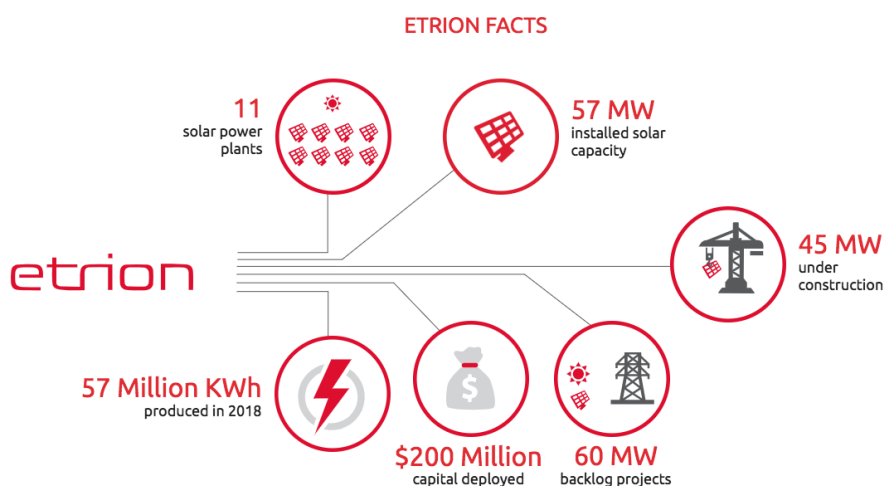 ETRION FACTS
11
solar power
plants
57 MW
installed solar
capacity
45 MW
under
construction
etrion
57 Million KWh
produced in 2018
$
$200 Million
capital deployed
60 MW
backlog projects